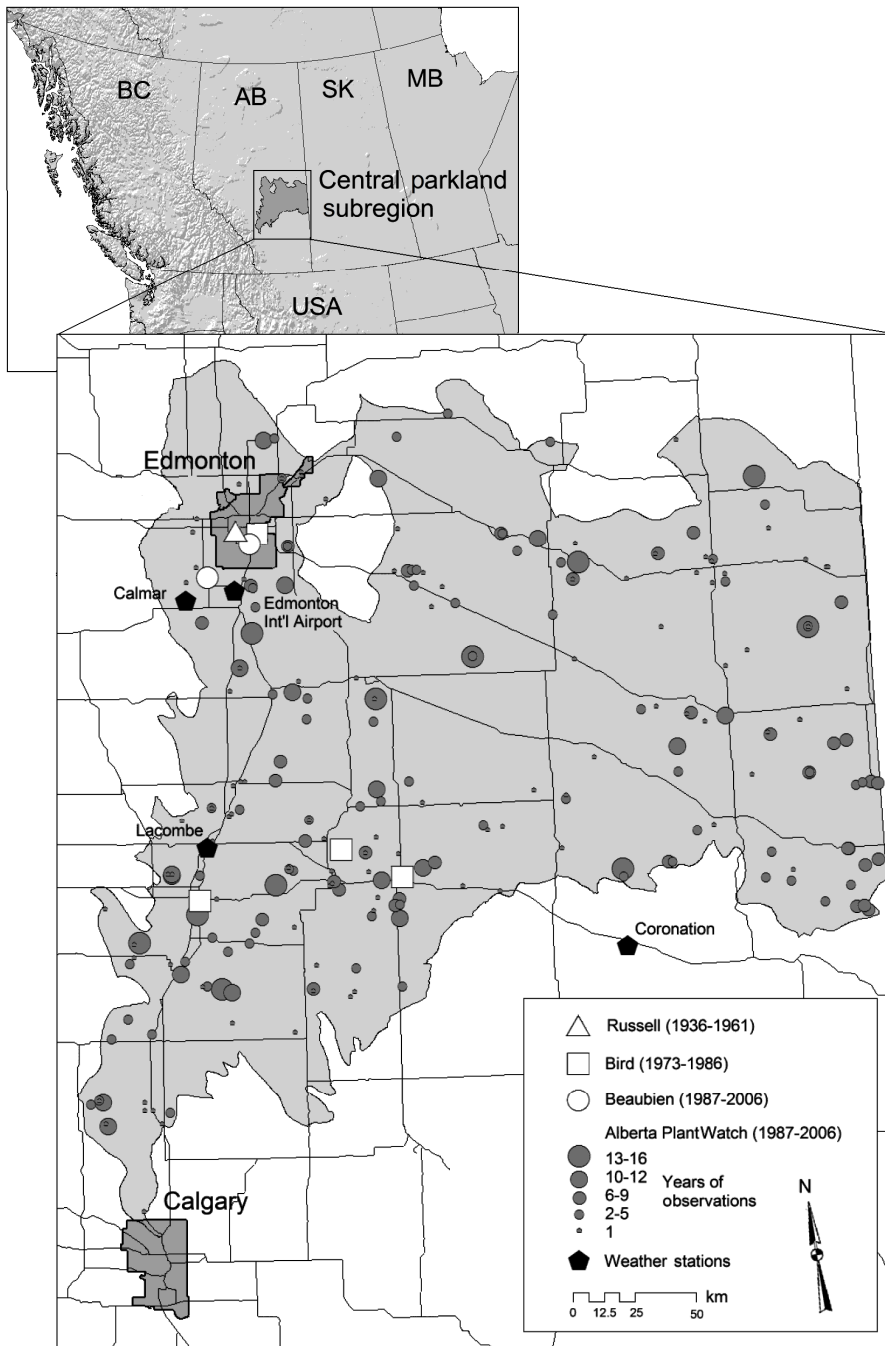 BC
AB
SK
MB
Central parkland
subregion
USA
Edmonton
Calmar
Edmonton
Int'l Airport
Lacombe
Coronation
Calgary
Russell (1936-1961)
Bird (1973-1986)
Beaubien (1987-2006)
Alberta PlantWatch (1987-2006)
13-16
10-12
6-9
2-5
1
Years of
observations
Weather stations
N
km
0 12.5 25 50